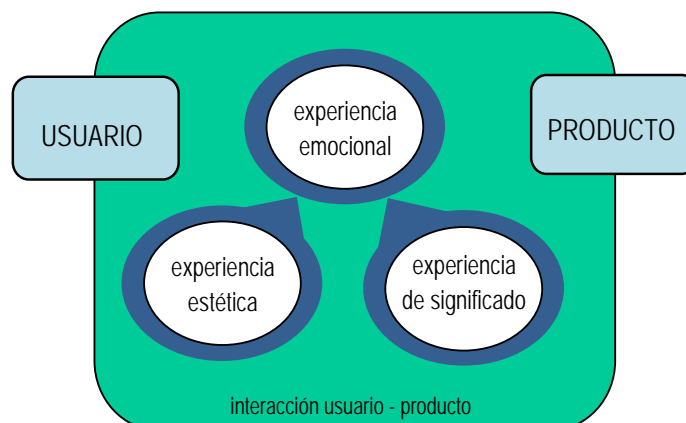 experiencia
emocional
USUARIO
PRODUCTO
experiencia
estética
experiencia
de significado
interacción usuario - producto